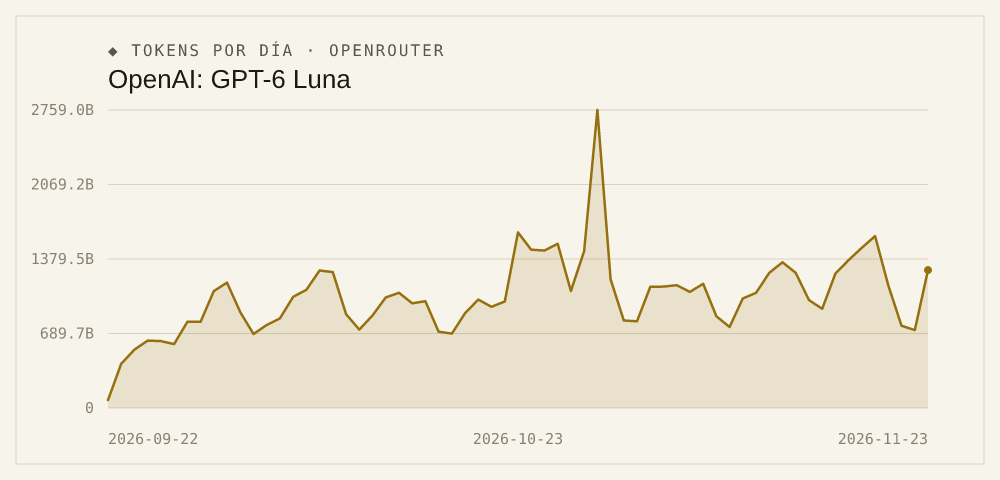 ◆ TOKENS POR DÍA · OPENROUTER
OpenAI: GPT-6 Luna
2759.0B
2069.2B
1379.5B
689.7B
0
2026-09-22 2026-10-23 2026-11-23